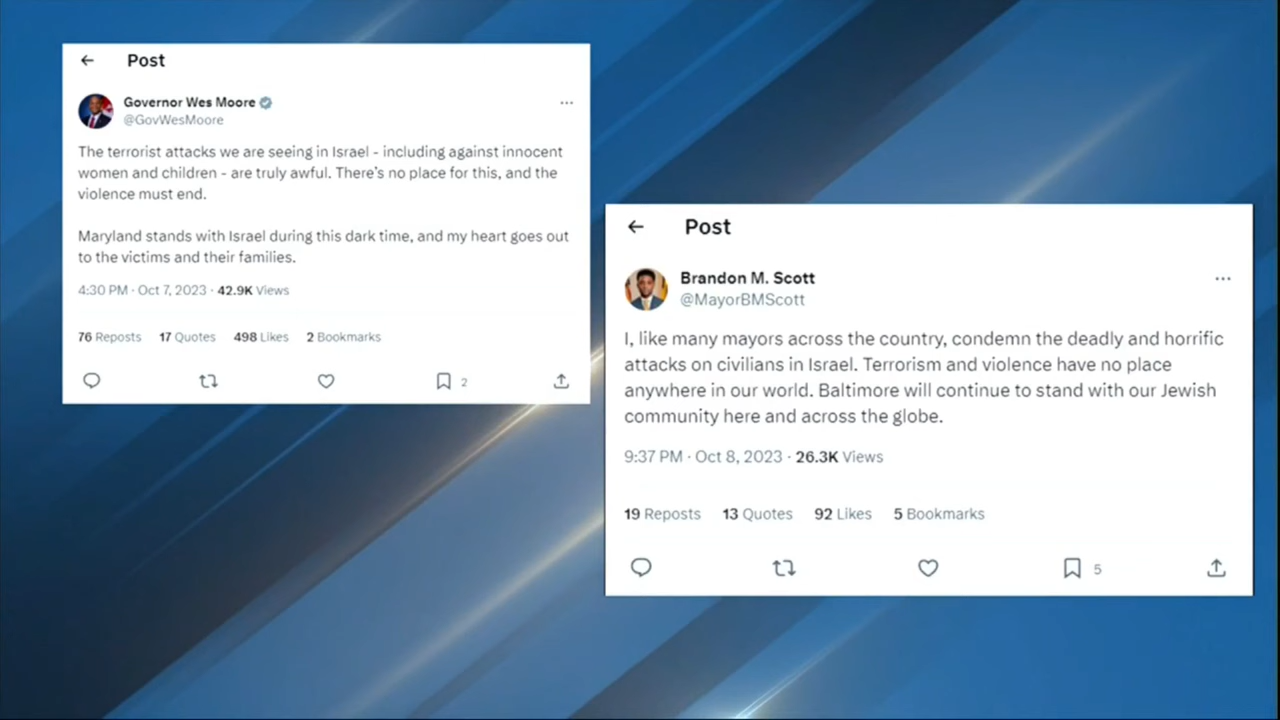 Post
Governor Wes Moore
@GovWesMoore
The terrorist attacks we are seeing in Israel - including against innocent
women and children - are truly awful. There's no place for this, and the
violence must end.
Maryland stands with Israel during this dark time, and my heart goes out
to the victims and their families.
4:30 PM · Oct 7, 2023 · 42.9K Views
76 Reposts 17 Quotes 498 Likes 2 Bookmarks
2
Post
Brandon M. Scott
@MayorBMScott
I, like many mayors across the country, condemn the deadly and horrific
attacks on civilians in Israel. Terrorism and violence have no place
anywhere in our world. Baltimore will continue to stand with our Jewish
community here and across the globe.
9:37 PM · Oct 8, 2023 · 26.3K Views
19 Reposts 13 Quotes 92 Likes 5 Bookmarks
5